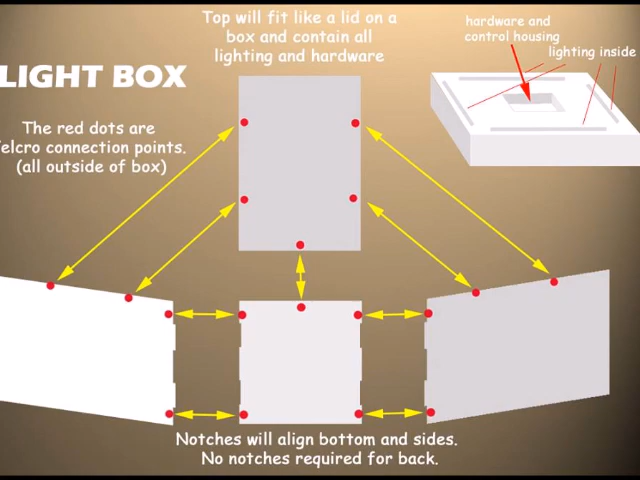 Top will fit like a lid on a
box and contain all
lighting and hardware
hardware and
control housing
lighting inside
LIGHT BOX
The red dots are
elcro connection points.
(all outside of box)
Notches will align bottom and sides.
No notches required for back.